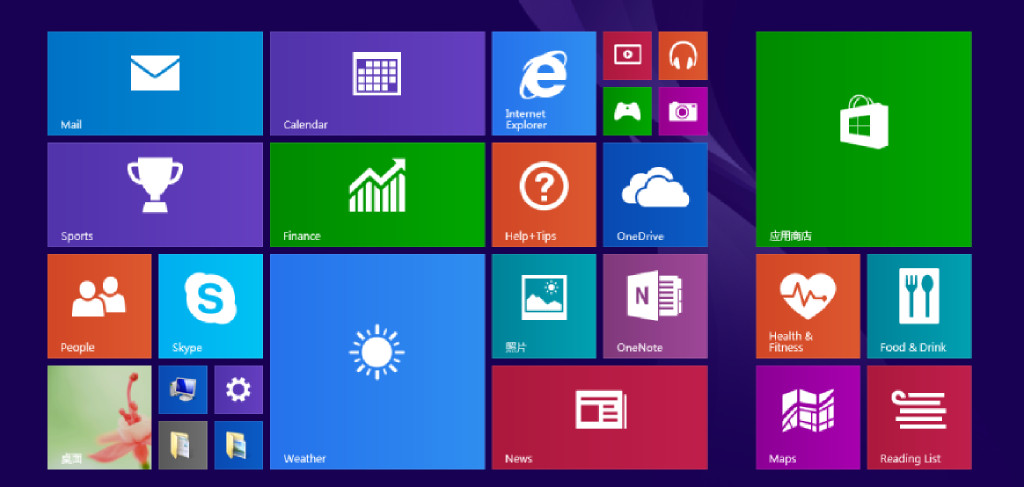 Mail
Calendar
Internet
Explorer
Sports
Finance
Help+Tips
OneDrive
应用商店
People
S
Skype
照片
N
OneNote
Health &
Fitness
Food & Drink
桌面
Weather
News
Maps
Reading List